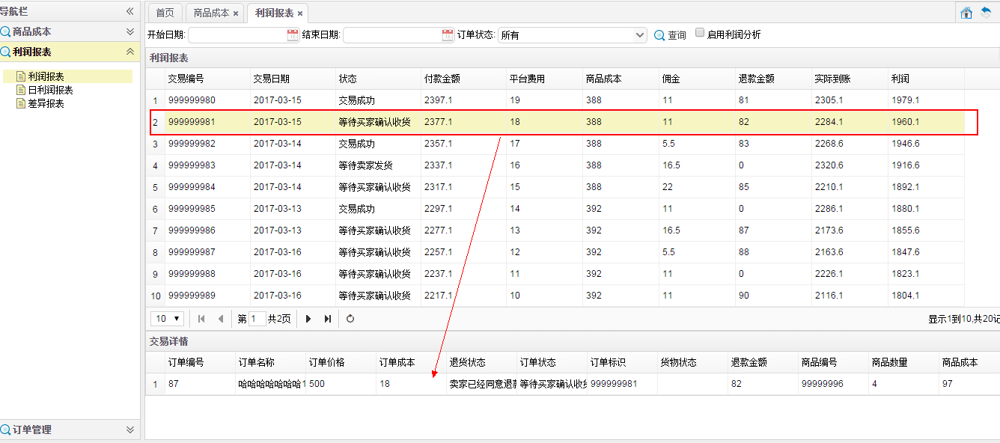 导航栏
商品成本
利润报表
利润报表
日利润报表
差异报表
订单管理
首页 商品成本 利润报表
开始日期: 结束日期: 订单状态: 所有 查询 启用利润分析
利润报表
交易编号 交易日期 状态 付款金额 平台费用 商品成本 佣金 退款金额 实际到账 利润
1 999999980 2017-03-15 交易成功 2397.1 19 388 11 81 2305.1 1979.1
2 999999981 2017-03-15 等待买家确认收货 2377.1 18 388 11 82 2284.1 1960.1
3 999999982 2017-03-14 交易成功 2357.1 17 388 5.5 83 2268.6 1946.6
4 999999983 2017-03-14 等待卖家发货 2337.1 16 388 16.5 0 2320.6 1916.6
5 999999984 2017-03-14 等待买家确认收货 2317.1 15 388 22 85 2210.1 1892.1
6 999999985 2017-03-13 交易成功 2297.1 14 392 11 0 2286.1 1880.1
7 999999986 2017-03-13 等待买家确认收货 2277.1 13 392 16.5 87 2173.6 1855.6
8 999999987 2017-03-16 等待买家确认收货 2257.1 12 392 5.5 88 2163.6 1847.6
9 999999988 2017-03-16 等待买家确认收货 2237.1 11 392 11 0 2226.1 1823.1
10 999999989 2017-03-16 等待买家确认收货 2217.1 10 392 11 90 2116.1 1804.1
10 第 1 共2页 显示1到10,共20记
交易详情
订单编号 订单名称 订单价格 订单成本 退货状态 订单状态 订单标识 货物状态 退款金额 商品编号 商品数量 商品成本
1 87 哈哈哈哈哈哈哈1 500 18 卖家已经同意退款 等待买家确认收货 999999981 82 99999996 4 97